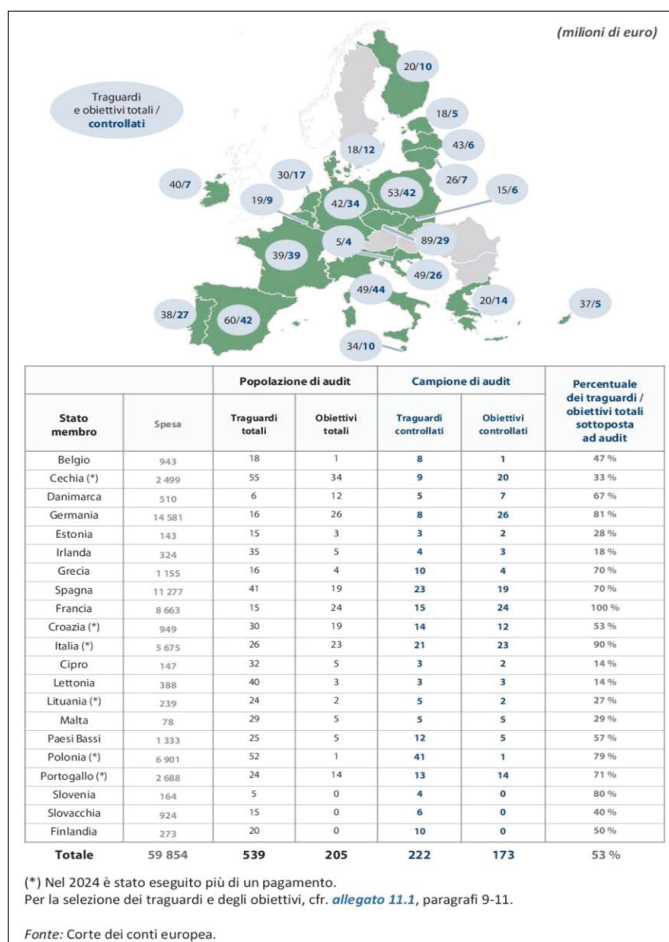 (milioni di euro)
Traguardi
e obiettivi totali /
controllati
20/10
18/5
43/6
26/7
15/6
18/12
30/17
40/7
19/9
42/34
53/42
5/4
89/29
39/39
49/26
49/44
20/14
37/5
38/27
60/42
34/10
Popolazione di audit Campione di audit Percentuale
dei traguardi /
obiettivi totali
sottoposta
ad audit
Stato
membro Spesa Traguardi
totali Obiettivi
totali Traguardi
controllati Obiettivi
controllati
Belgio 943 18 1 8 1 47 %
Cechia (*) 2 499 55 34 9 20 33 %
Danimarca 510 6 12 5 7 67 %
Germania 14 581 16 26 8 26 81 %
Estonia 143 15 3 3 2 28 %
Irlanda 324 35 5 4 3 18 %
Grecia 1 155 16 4 10 4 70 %
Spagna 11 277 41 19 23 19 70 %
Francia 8 663 15 24 15 24 100 %
Croazia (*) 949 30 19 14 12 53 %
Italia (*) 5 675 26 23 21 23 90 %
Cipro 147 32 5 3 2 14 %
Lettonia 388 40 3 3 3 14 %
Lituania (*) 239 24 2 5 2 27 %
Malta 78 29 5 5 5 29 %
Paesi Bassi 1 333 25 5 12 5 57 %
Polonia (*) 6 901 52 1 41 1 79 %
Portogallo (*) 2 688 24 14 13 14 71 %
Slovenia 164 5 0 4 0 80 %
Slovacchia 924 15 0 6 0 40 %
Finlandia 273 20 0 10 0 50 %
Totale 59 854 539 205 222 173 53 %
(*) Nel 2024 è stato eseguito più di un pagamento.
Per la selezione dei traguardi e degli obiettivi, cfr. allegato 11.1, paragrafi 9-11.
Fonte: Corte dei conti europea.